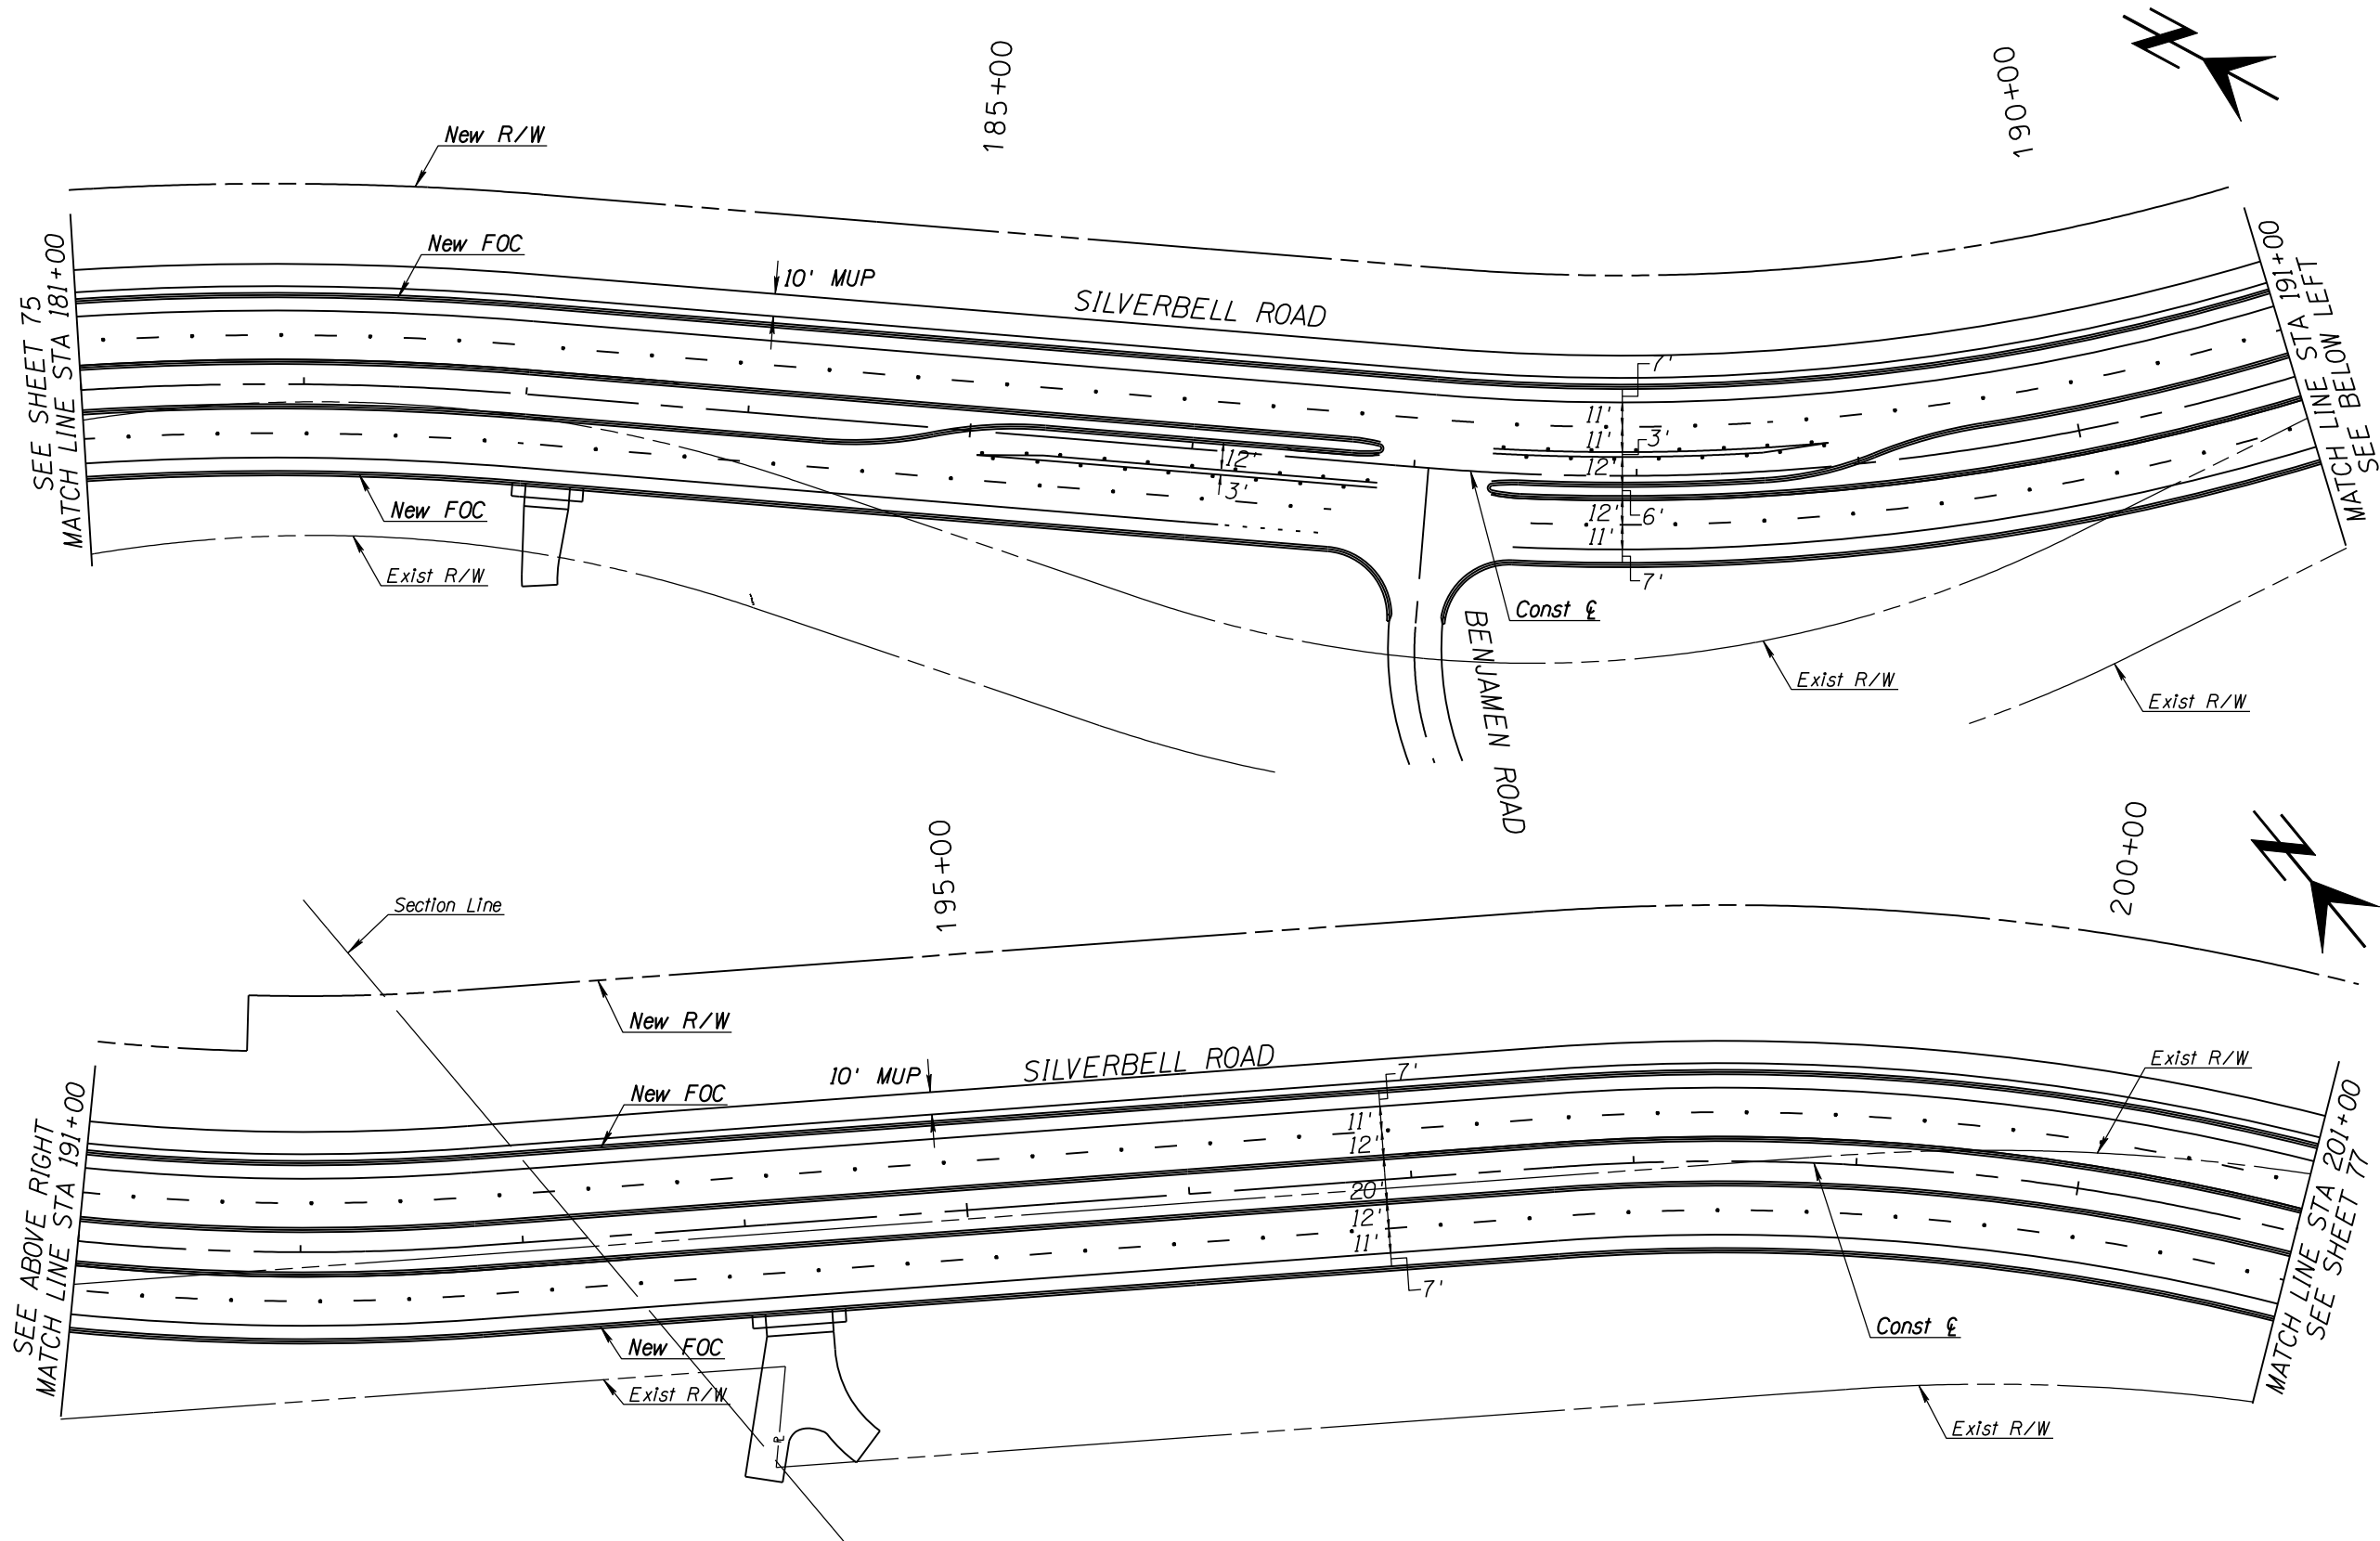 185+00
190+00
New R/W
SEE SHEET 75
MATCH LINE STA 181+00
New FOC
10' MUP
SILVERBELL ROAD
MATCH LINE STA 191+00
SEE BELOW LEFT
7'
11'
11'
3'
12'
12'
3'
12'
6'
11'
7'
New FOC
Exist R/W
Const ℄
BENJAMEN ROAD
Exist R/W
Exist R/W
195+00
200+00
Section Line
New R/W
SEE ABOVE RIGHT
MATCH LINE STA 191+00
New FOC
10' MUP
SILVERBELL ROAD
7'
11'
12'
20'
12'
11'
7'
Exist R/W
MATCH LINE STA 201+00
SEE SHEET 77
Const ℄
New FOC
Exist R/W
Exist R/W